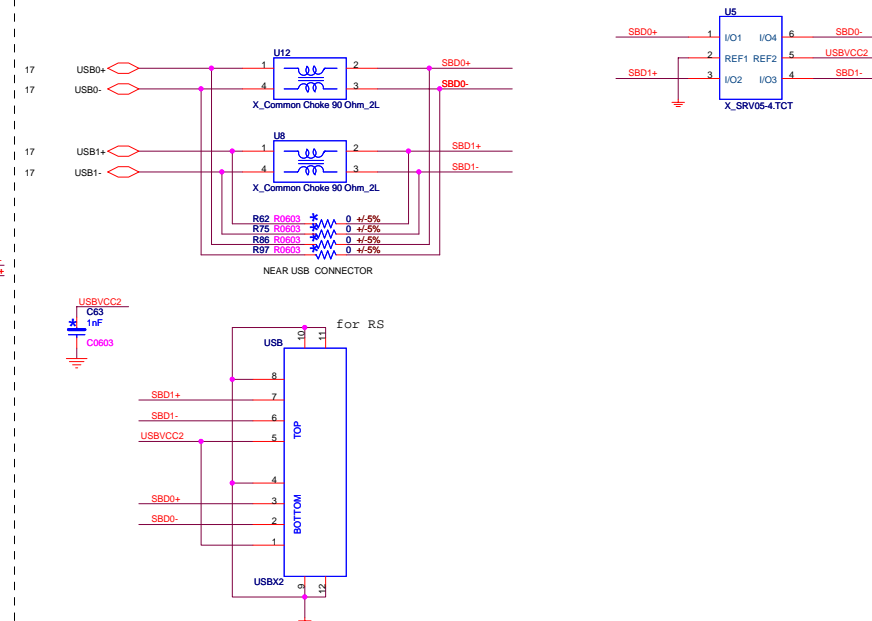 U12
17 USB0+ 1 2 SBD0+
17 USB0- 4 3 SBD0-
X_Common Choke 90 Ohm_2L
U8
17 USB1+ 1 2 SBD1+
17 USB1- 4 3 SBD1-
X_Common Choke 90 Ohm_2L
R62 R0603 * 0 +/-5%
R75 R0603 * 0 +/-5%
R86 R0603 * 0 +/-5%
R97 R0603 * 0 +/-5%
NEAR USB CONNECTOR
U5
SBD0+ 1 I/O1 I/O4 6 SBD0-
2 REF1 REF2 5 USBVCC2
SBD1+ 3 I/O2 I/O3 4 SBD1-
X_SRV05-4.TCT
USBVCC2
C63
* 1nF
C0603
for RS
10 11
USB
8
SBD1+ 7
SBD1- 6
USBVCC2 5
TOP
4
SBD0+ 3
SBD0- 2
BOTTOM
1
USBX2
9 12